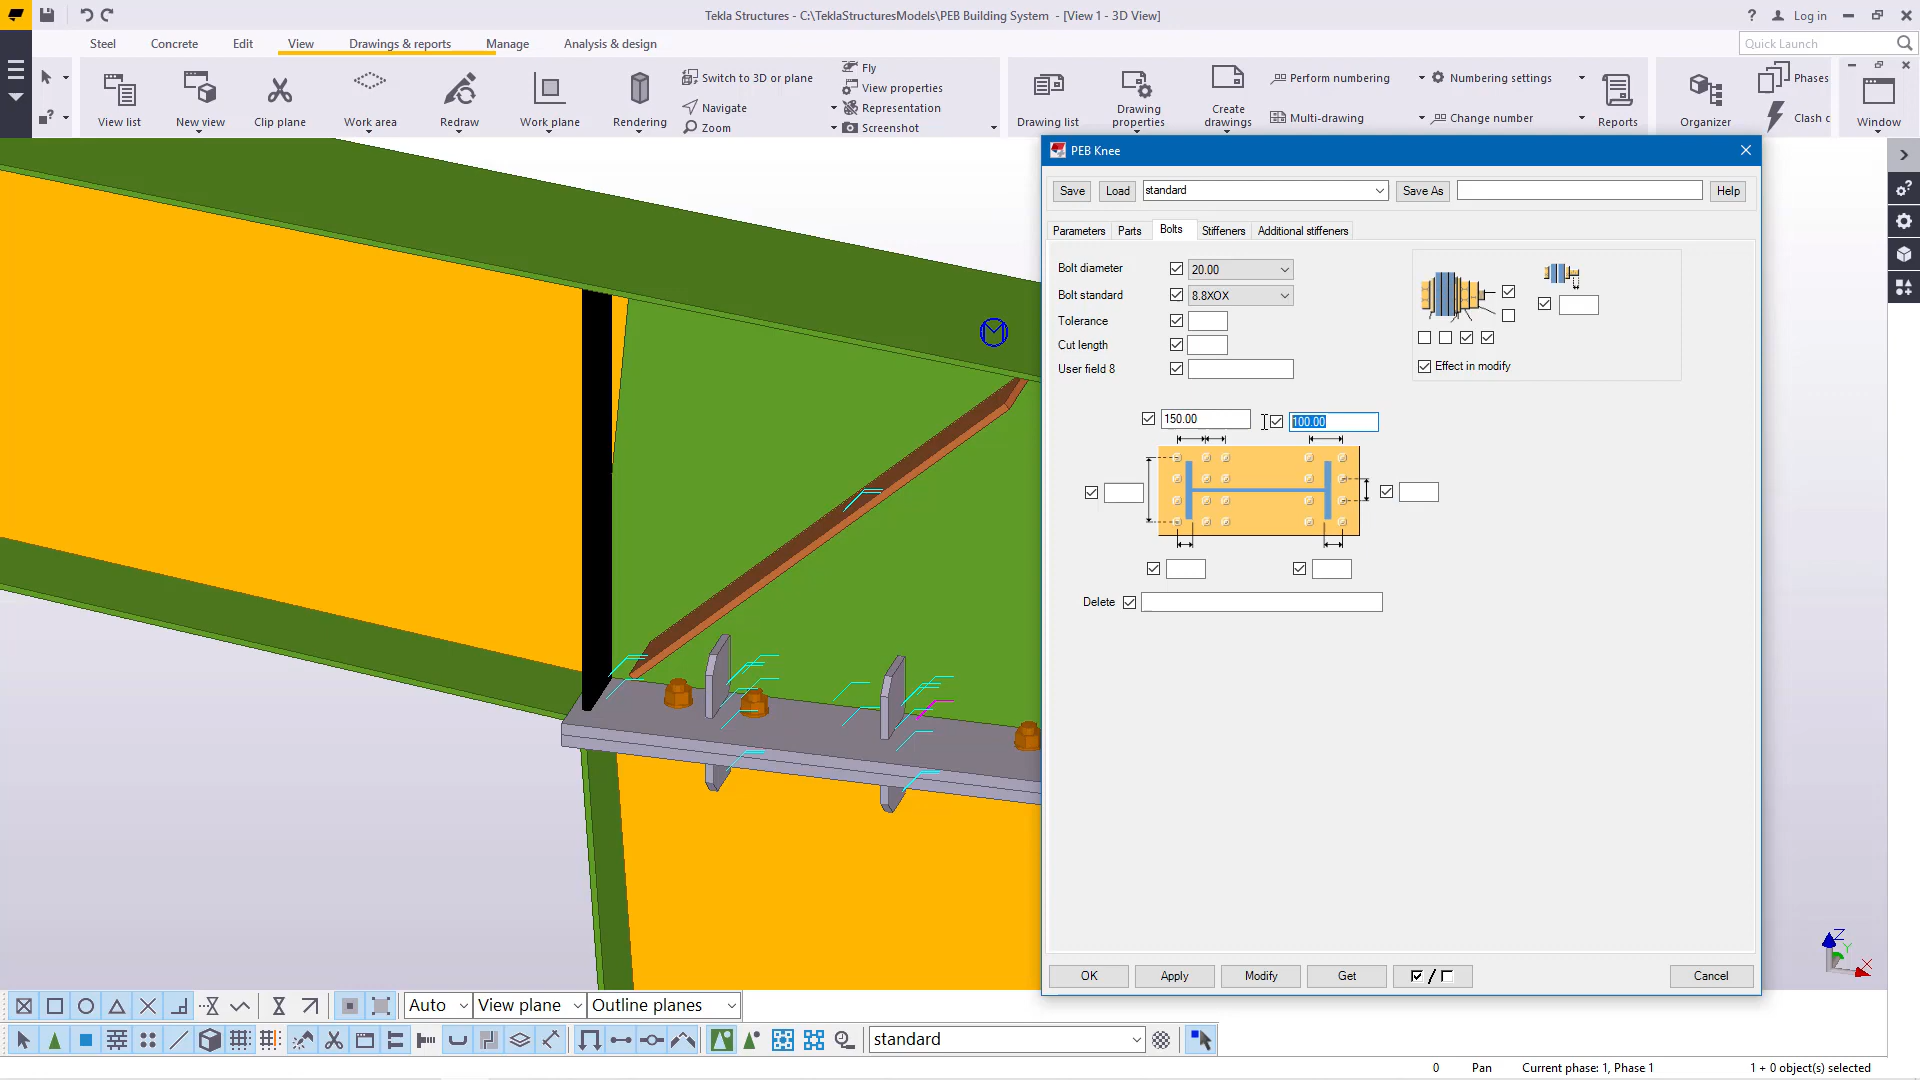 Tekla Structures - C:\TeklaStructuresModels\PEB Building System - [View 1 - 3D View]
? Log in
Steel Concrete Edit View Drawings & reports Manage Analysis & design
Quick Launch
View list
New view
Clip plane
Work area
Redraw
Work plane
Rendering
Switch to 3D or plane
Navigate
Zoom
Fly
View properties
Representation
Screenshot
Drawing list
Drawing properties
Create drawings
Perform numbering
Multi-drawing
Numbering settings
Change number
Reports
Organizer
Phases
Clash c
Window
PEB Knee
Save Load standard Save As Help
Parameters Parts Bolts Stiffeners Additional stiffeners
Bolt diameter 20.00
Bolt standard 8.8XOX
Tolerance
Cut length
User field 8
Effect in modify
150.00 100.00
Delete
OK Apply Modify Get / Cancel
Z
Y
X
Auto View plane Outline planes
standard
0 Pan Current phase: 1, Phase 1 1 + 0 object(s) selected